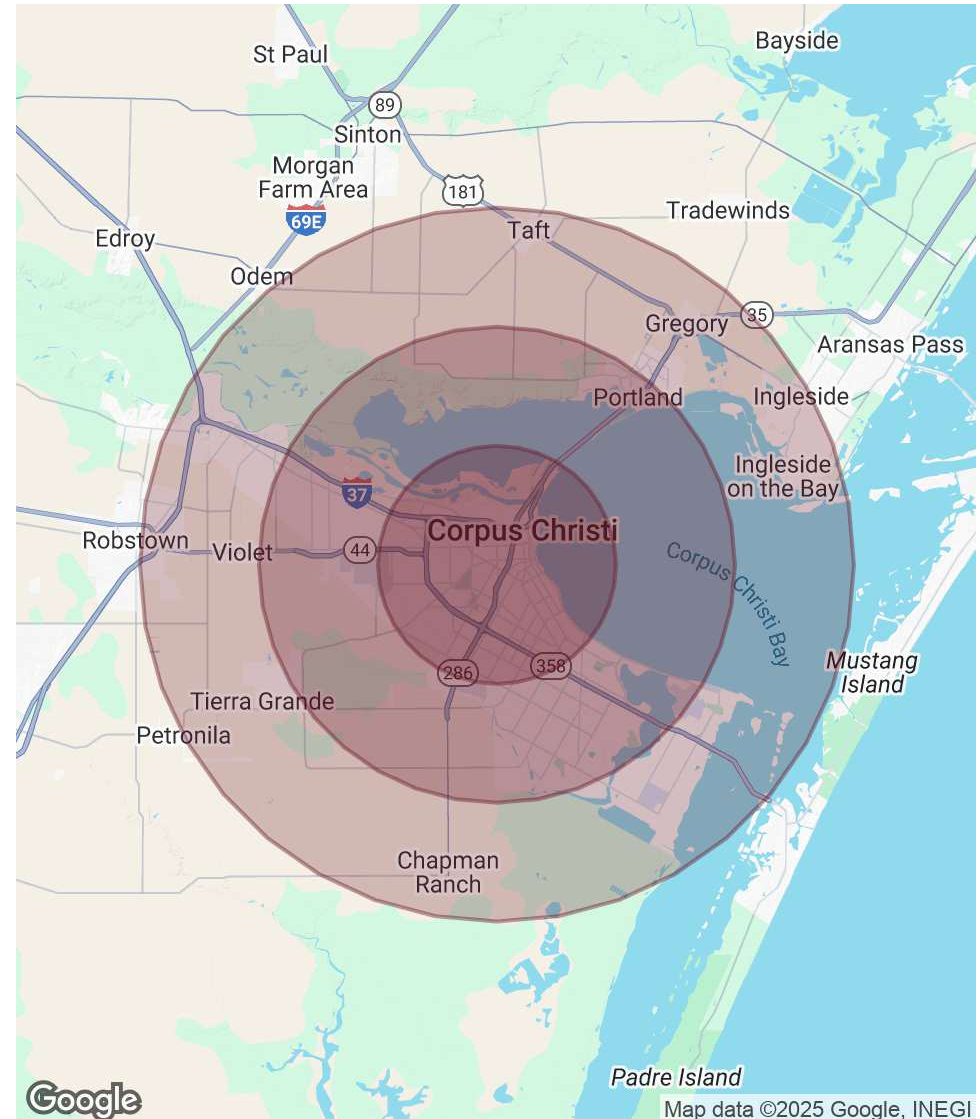 Bayside
St Paul
89
Sinton
Morgan
Farm Area
181
69E
Tradewinds
Taft
Edroy
Odem
35
Gregory
Aransas Pass
Portland
Ingleside
Ingleside
on the Bay
37
Corpus Christi
Robstown
Violet
44
Corpus Christi Bay
286
358
Mustang
Island
Tierra Grande
Petronila
Chapman
Ranch
Padre Island
Google
Map data ©2025 Google, INEGI